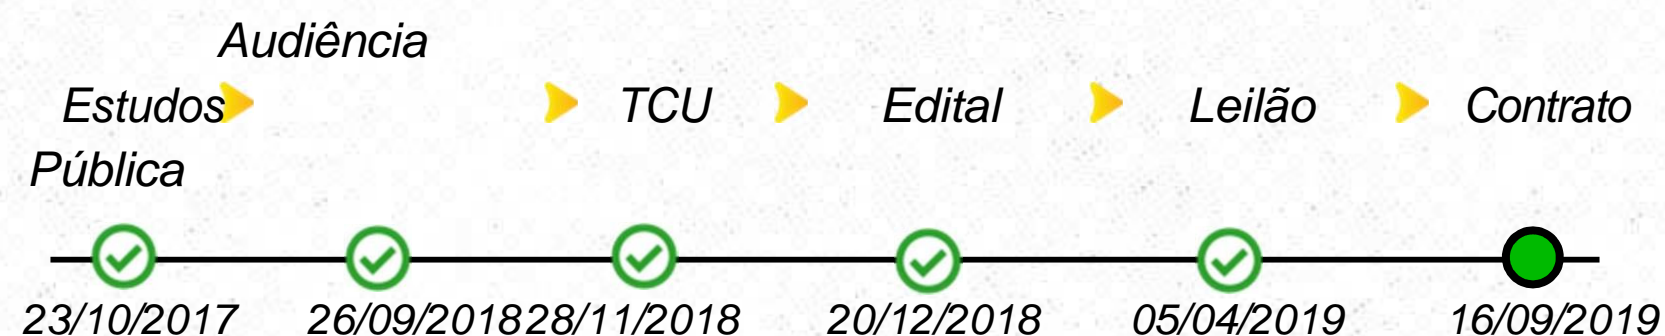 Audiência
Estudos TCU Edital Leilão Contrato
Pública
23/10/2017 26/09/2018 28/11/2018 20/12/2018 05/04/2019 16/09/2019